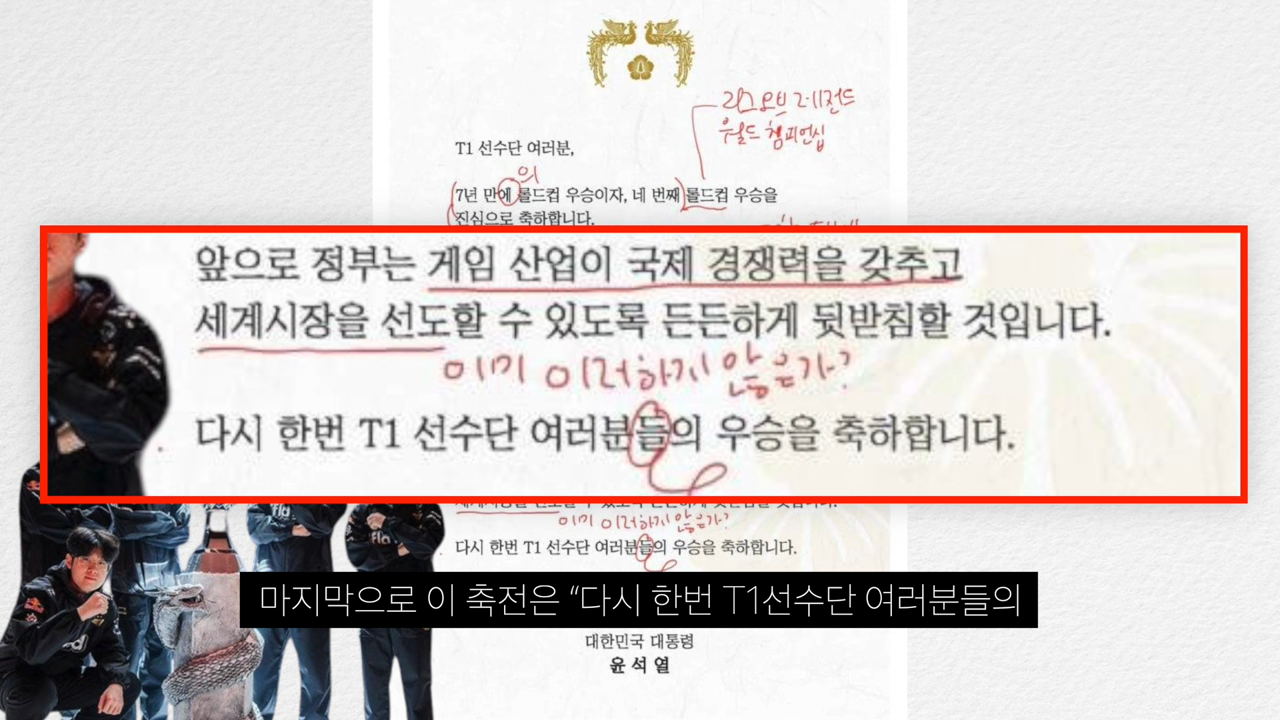 리그 오브 레전드
월드 챔피언십
T1 선수단 여러분,
의
7년 만에 롤드컵 우승이자, 네 번째 롤드컵 우승을
진심으로 축하합니다.
앞으로 정부는 게임 산업이 국제 경쟁력을 갖추고
세계시장을 선도할 수 있도록 든든하게 뒷받침할 것입니다.
이미 이러하지 않은가?
다시 한번 T1 선수단 여러분들의 우승을 축하합니다.
이미 이러하지 않은가?
다시 한번 T1 선수단 여러분들의 우승을 축하합니다.
마지막으로 이 축전은 “다시 한번 T1선수단 여러분들의
대한민국 대통령
윤석열